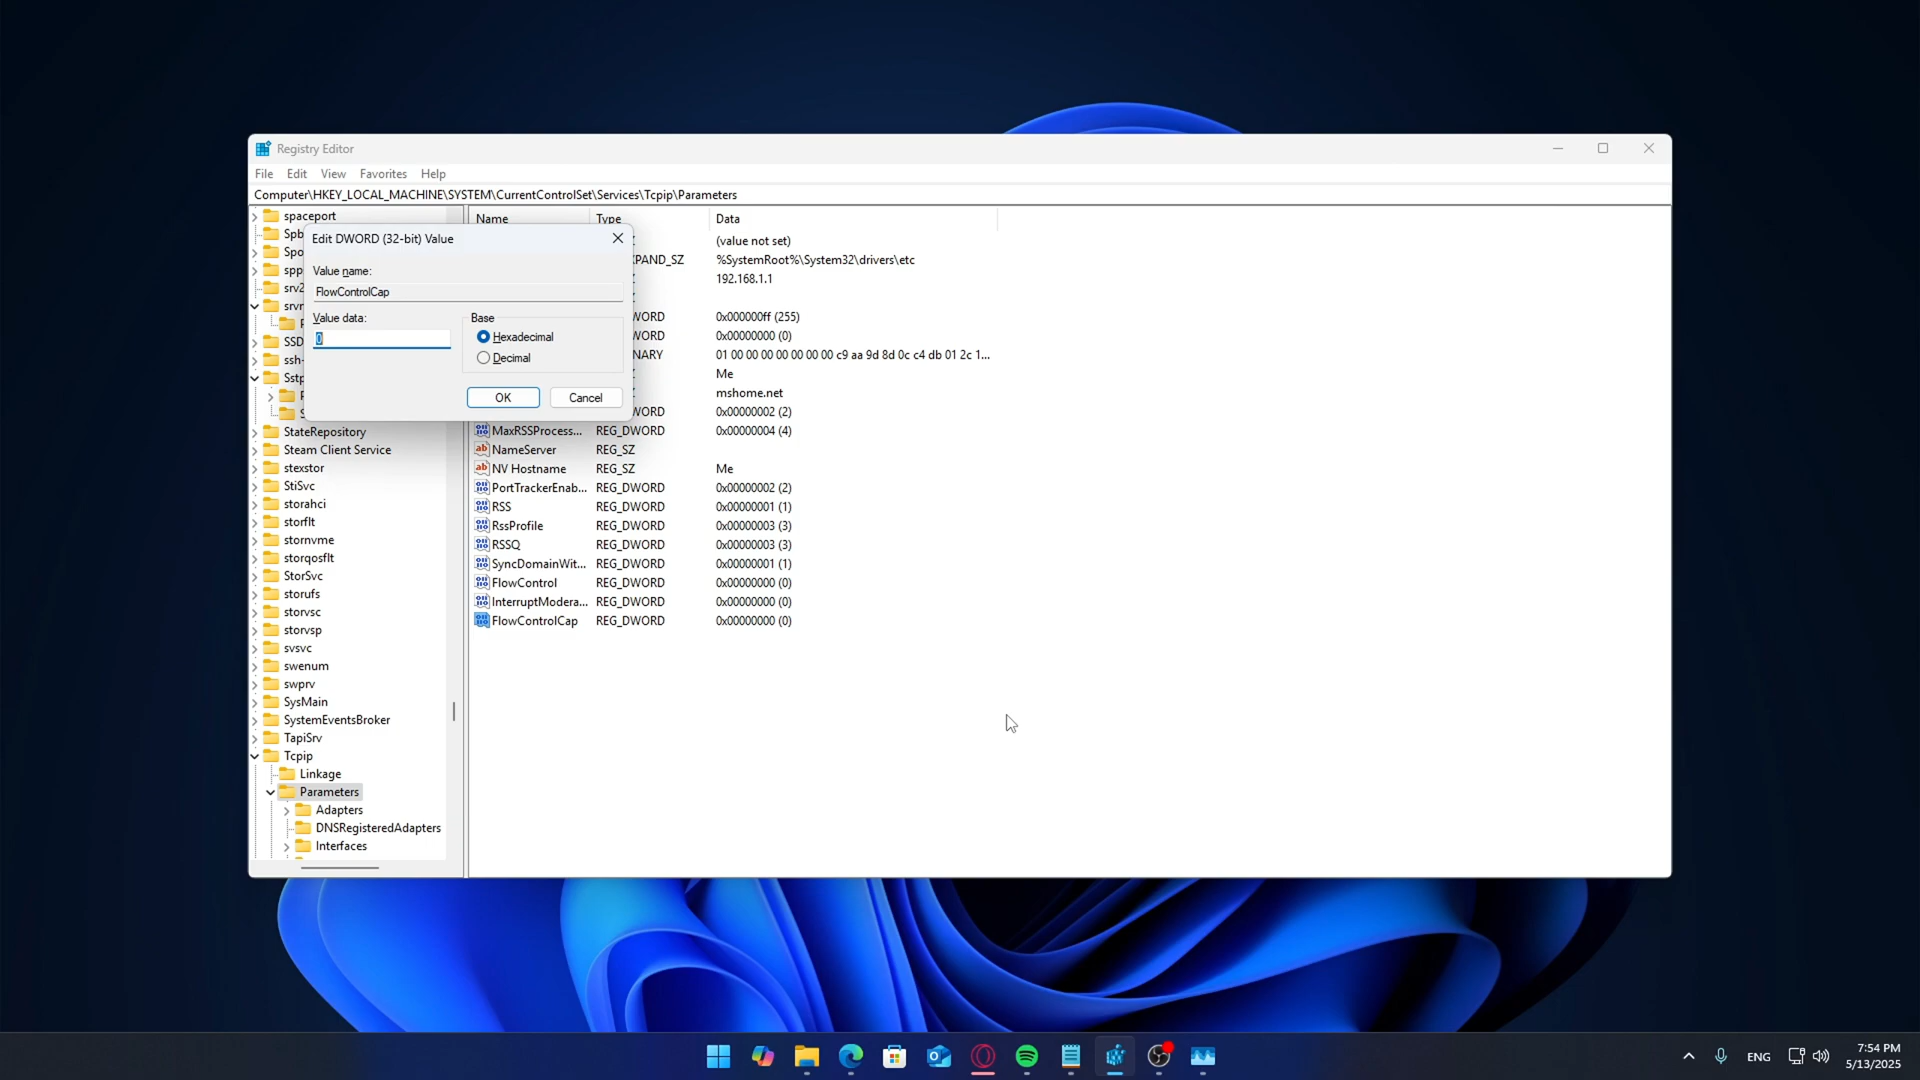 Registry Editor
File Edit View Favorites Help
Computer\HKEY_LOCAL_MACHINE\SYSTEM\CurrentControlSet\Services\Tcpip\Parameters
spaceport
Spb
Spo
spp
srv2
SSD
ssh-
Sstp
StateRepository
Steam Client Service
stexstor
StiSvc
storahci
storflt
stornvme
storqosflt
StorSvc
storufs
storvsc
storvsp
svsvc
swenum
swprv
SysMain
SystemEventsBroker
TapiSrv
Tcpip
Linkage
Parameters
Adapters
DNSRegisteredAdapters
Interfaces
Edit DWORD (32-bit) Value
Value name:
FlowControlCap
Value data:
0
Base
Hexadecimal
Decimal
OK Cancel
Name Type Data
(value not set)
PAND_SZ %SystemRoot%\System32\drivers\etc
192.168.1.1
WORD 0x000000ff (255)
WORD 0x00000000 (0)
NARY 01 00 00 00 00 00 00 00 c9 aa 9d 8d 0c c4 db 01 2c 1...
Me
mshome.net
WORD 0x00000002 (2)
MaxRSSProcess... REG_DWORD 0x00000004 (4)
NameServer REG_SZ
NV Hostname REG_SZ Me
PortTrackerEnab... REG_DWORD 0x00000002 (2)
RSS REG_DWORD 0x00000001 (1)
RssProfile REG_DWORD 0x00000003 (3)
RSSQ REG_DWORD 0x00000003 (3)
SyncDomainWit... REG_DWORD 0x00000001 (1)
FlowControl REG_DWORD 0x00000000 (0)
InterruptModera... REG_DWORD 0x00000000 (0)
FlowControlCap REG_DWORD 0x00000000 (0)
ENG
7:54 PM
5/13/2025